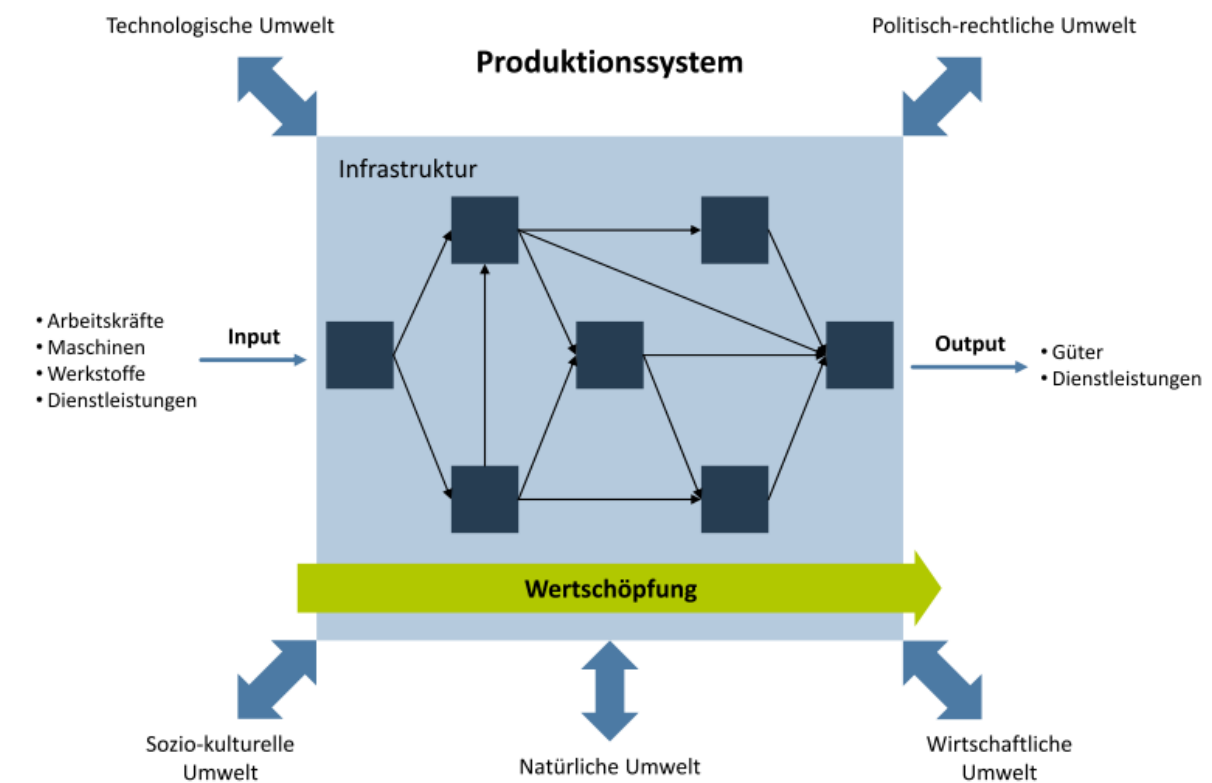 Technologische Umwelt
Politisch-rechtliche Umwelt
Produktionssystem
Infrastruktur
• Arbeitskräfte
• Maschinen
• Werkstoffe
• Dienstleistungen
Input
Output
• Güter
• Dienstleistungen
Wertschöpfung
Sozio-kulturelle
Umwelt
Natürliche Umwelt
Wirtschaftliche
Umwelt